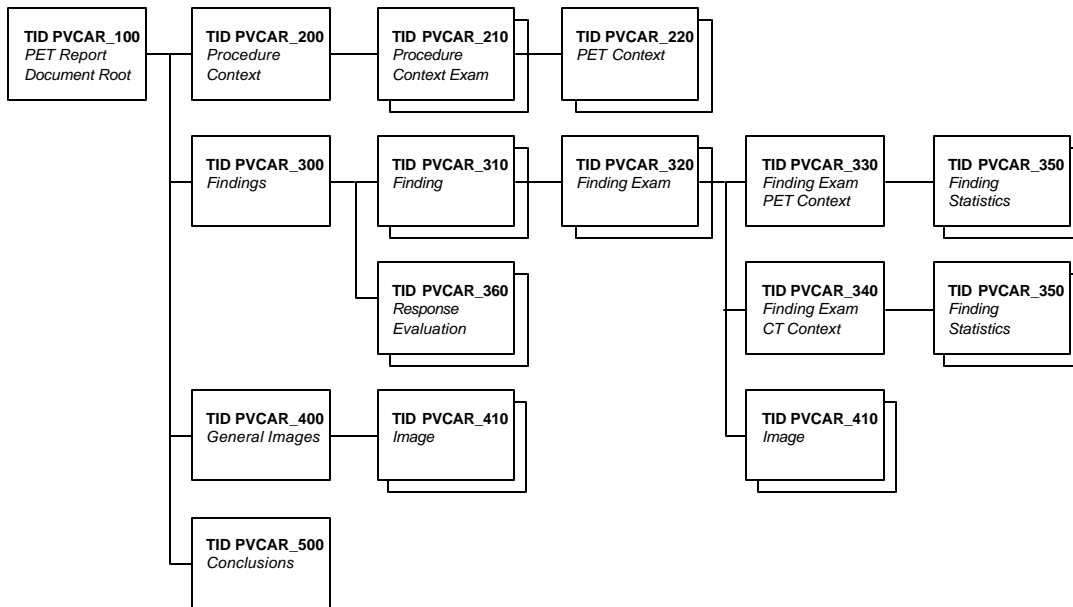 TID PVCAR_100
PET Report
Document Root
TID PVCAR_200
Procedure
Context
TID PVCAR_210
Procedure
Context Exam
TID PVCAR_220
PET Context
TID PVCAR_300
Findings
TID PVCAR_310
Finding
TID PVCAR_320
Finding Exam
TID PVCAR_330
Finding Exam
PET Context
TID PVCAR_350
Finding
Statistics
TID PVCAR_360
Response
Evaluation
TID PVCAR_340
Finding Exam
CT Context
TID PVCAR_350
Finding
Statistics
TID PVCAR_400
General Images
TID PVCAR_410
Image
TID PVCAR_410
Image
TID PVCAR_500
Conclusions